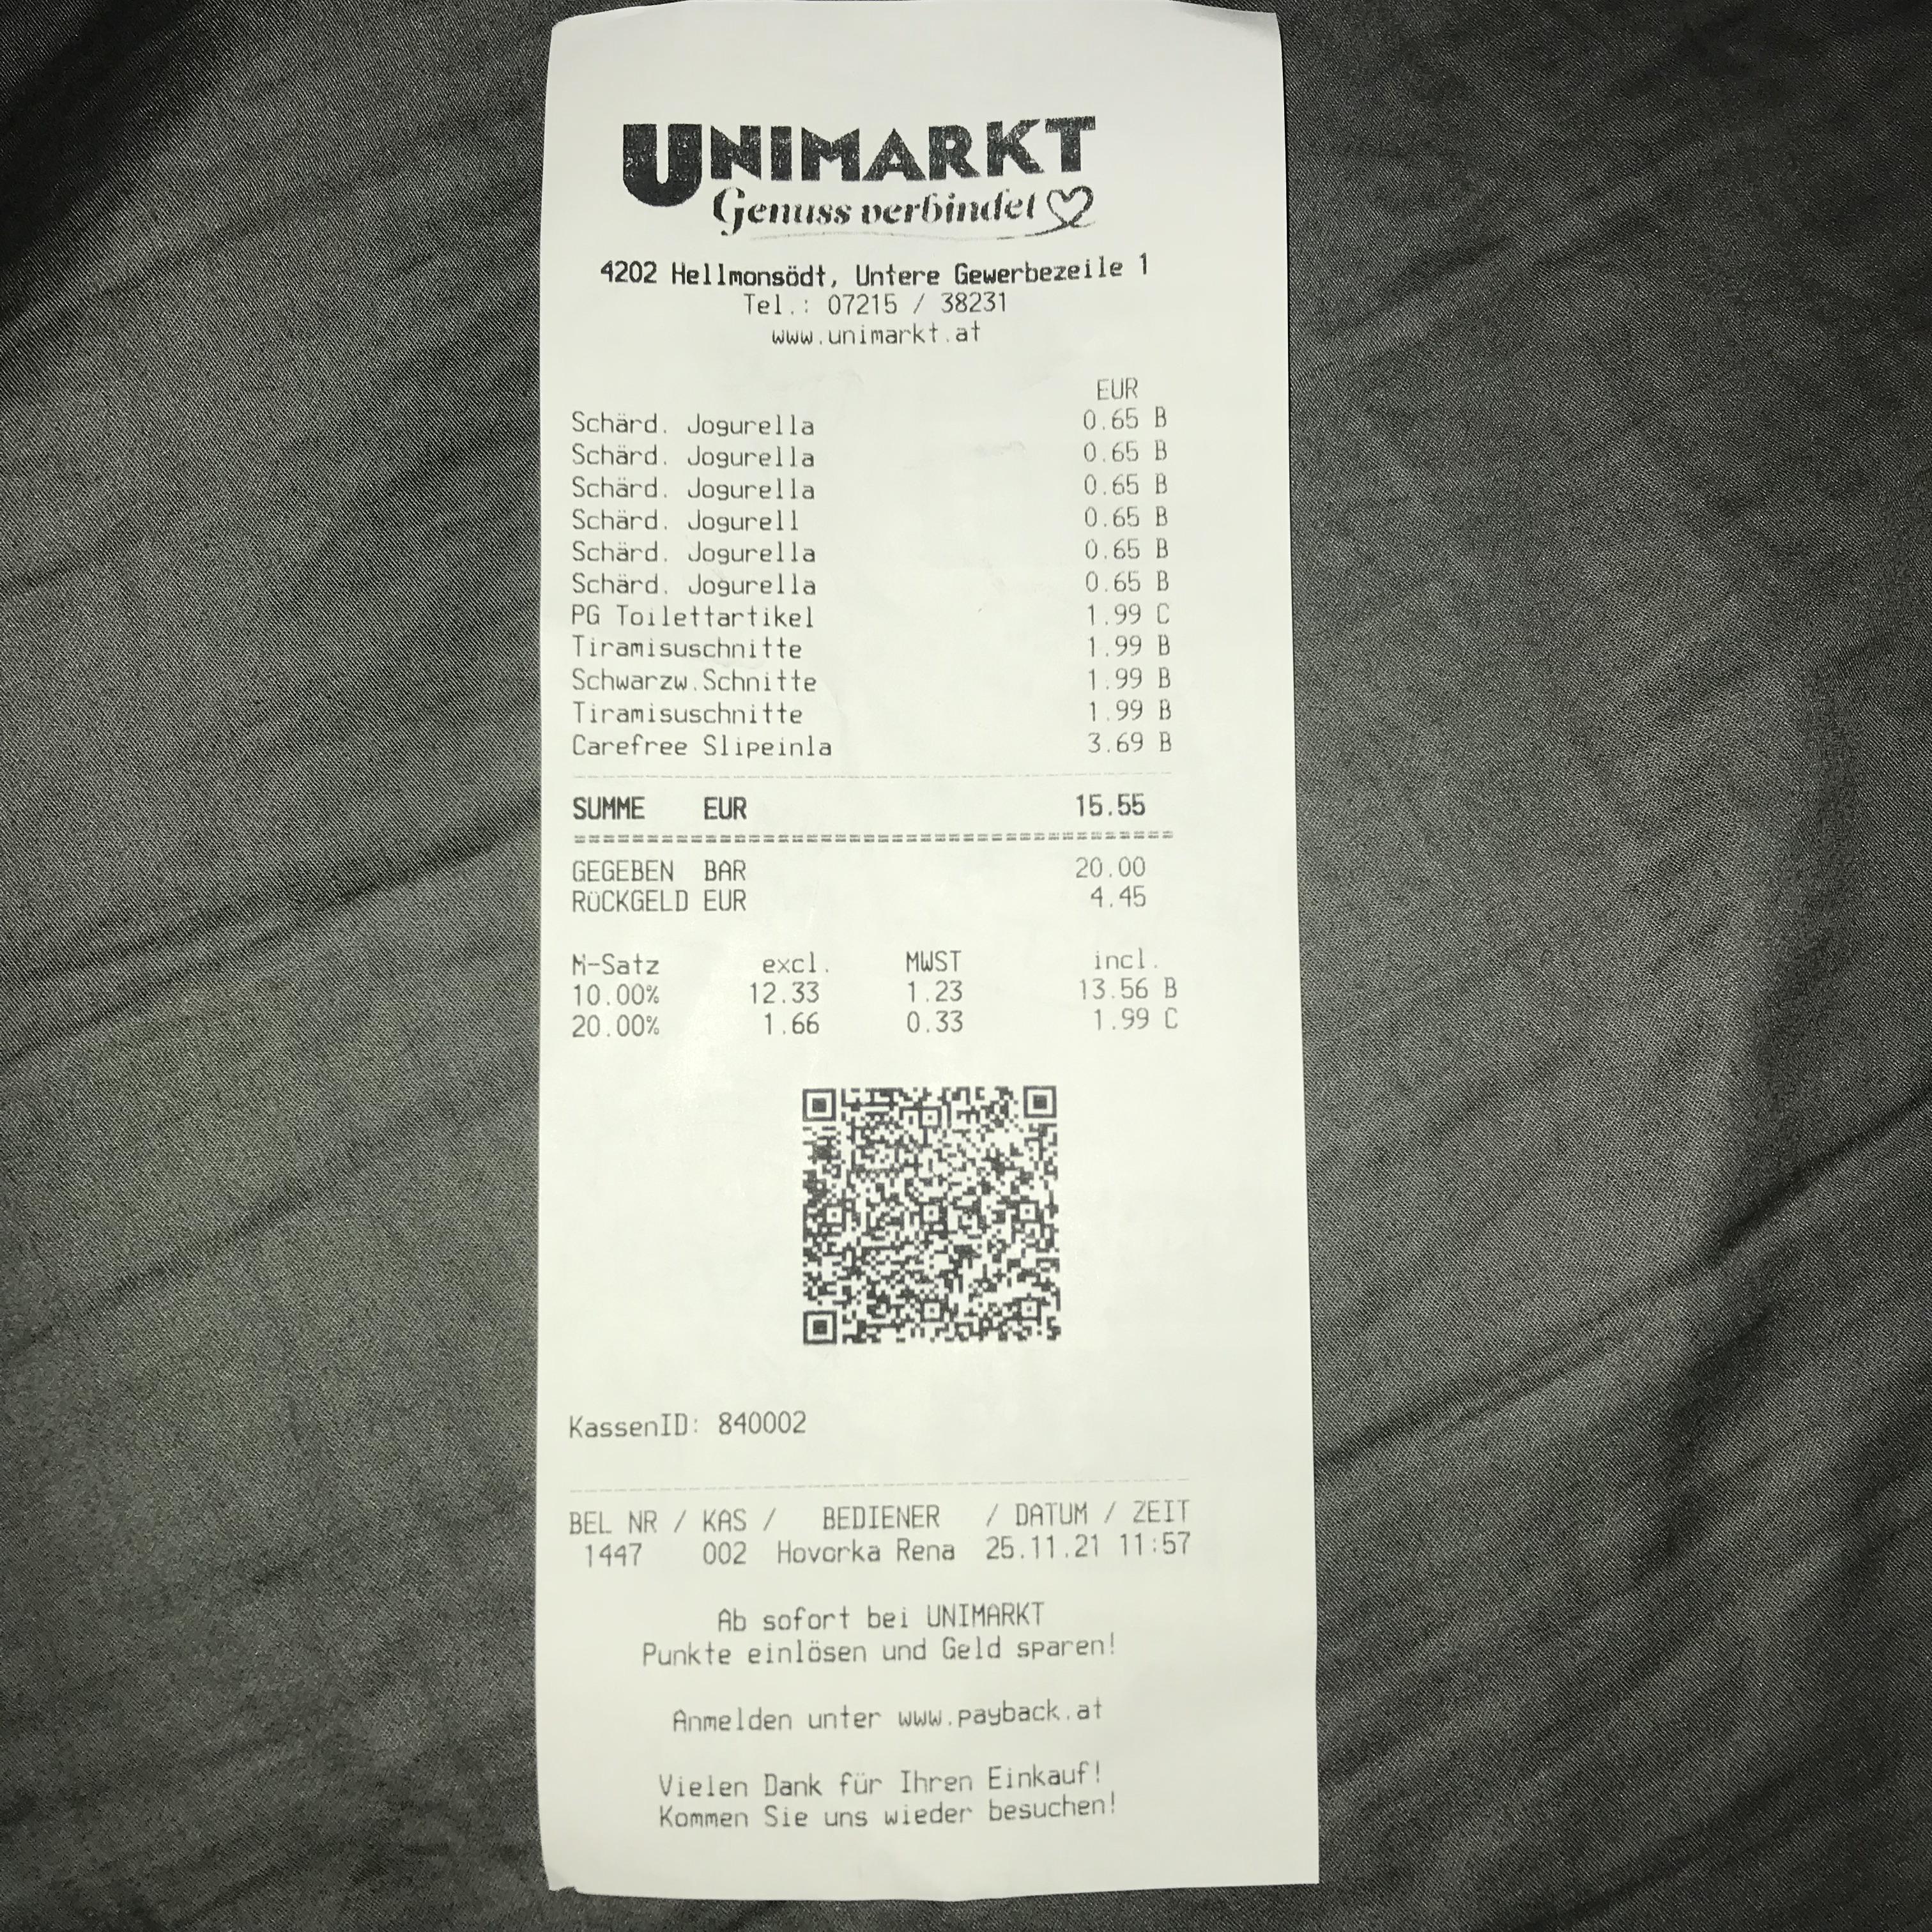 UNIMARKT
Genuss verbindet
4202 Hellmonsödt, Untere Gewerbezeile 1
Tel.: 07215 / 38231
www.unimarkt.at
EUR
Schärd. Jogurella 0.65 B
Schärd. Jogurella 0.65 B
Schärd. Jogurella 0.65 B
Schärd. Jogurell 0.65 B
Schärd. Jogurella 0.65 B
Schärd. Jogurella 0.65 B
PG Toilettartikel 1.99 C
Tiramisuschnitte 1.99 B
Schwarzw.Schnitte 1.99 B
Tiramisuschnitte 1.99 B
Carefree Slipeinla 3.69 B
SUMME EUR 15.55
GEGEBEN BAR 20.00
RÜCKGELD EUR 4.45
M-Satz excl. MWST incl.
10.00% 12.33 1.23 13.56 B
20.00% 1.66 0.33 1.99 C
KassenID: 840002
BEL NR / KAS / BEDIENER / DATUM / ZEIT
1447 002 Hovorka Rena 25.11.21 11:57
Ab sofort bei UNIMARKT
Punkte einlösen und Geld sparen!
Anmelden unter www.payback.at
Vielen Dank für Ihren Einkauf!
Kommen Sie uns wieder besuchen!